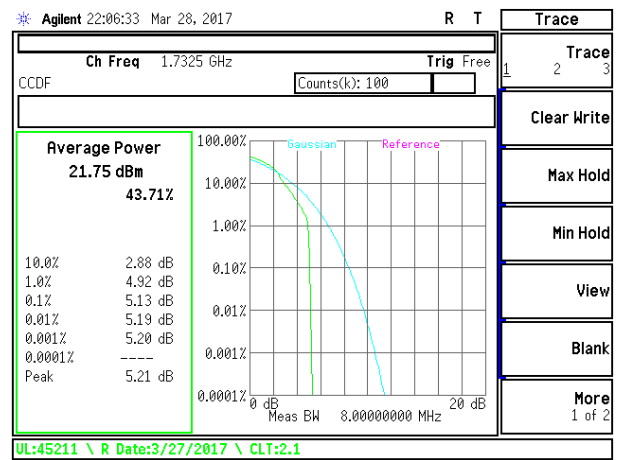 Agilent 22:06:33 Mar 28, 2017 R T
Ch Freq 1.7325 GHz Trig Free
CCDF Counts(k): 100
Average Power
21.75 dBm
43.71%
10.0% 2.88 dB
1.0% 4.92 dB
0.1% 5.13 dB
0.01% 5.19 dB
0.001% 5.20 dB
0.0001% ----
Peak 5.21 dB
Gaussian Reference
100.00%
10.00%
1.00%
0.10%
0.01%
0.001%
0.0001%
0 dB 20 dB
Meas BW 8.00000000 MHz
Trace
Trace
1 2 3
Clear Write
Max Hold
Min Hold
View
Blank
More
1 of 2
UL:45211 \ R Date:3/27/2017 \ CLT:2.1